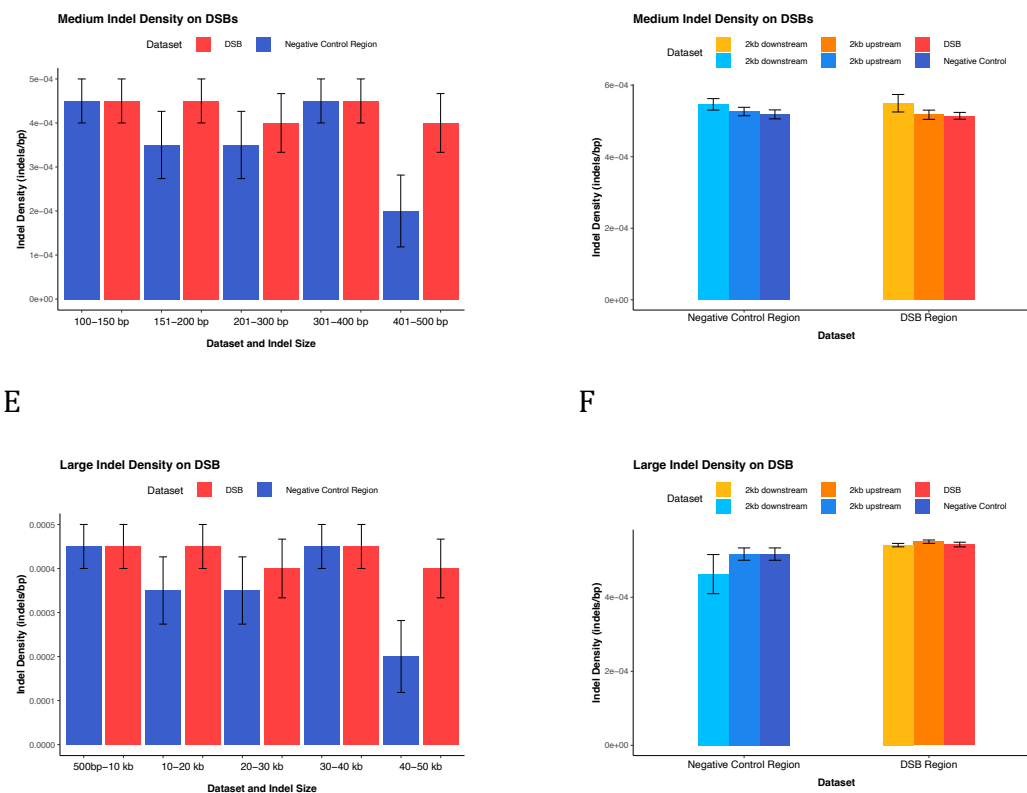 Medium Indel Density on DSBs
Dataset DSB Negative Control Region
Indel Density (indels/bp)
5e−04
4e−04
3e−04
2e−04
1e−04
0e+00
100−150 bp 151−200 bp 201−300 bp 301−400 bp 401−500 bp
Dataset and Indel Size
Medium Indel Density on DSBs
Dataset
2kb downstream 2kb upstream DSB
2kb downstream 2kb upstream Negative Control
Indel Density (indels/bp)
6e−04
4e−04
2e−04
0e+00
Negative Control Region DSB Region
Dataset
E
Large Indel Density on DSB
Dataset DSB Negative Control Region
Indel Density (indels/bp)
0.0005
0.0004
0.0003
0.0002
0.0001
0.0000
500bp−10 kb 10−20 kb 20−30 kb 30−40 kb 40−50 kb
Dataset and Indel Size
F
Large Indel Density on DSB
Dataset
2kb downstream 2kb upstream DSB
2kb downstream 2kb upstream Negative Control
Indel Density (indels/bp)
4e−04
2e−04
0e+00
Negative Control Region DSB Region
Dataset